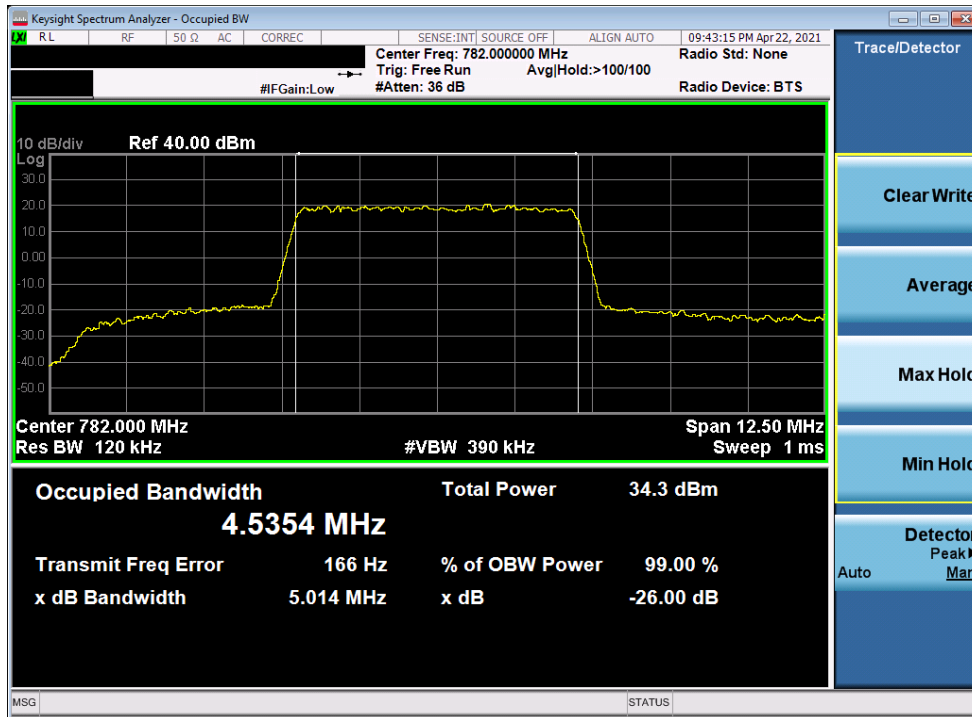 Keysight Spectrum Analyzer - Occupied BW
LXI RL RF 50 Ω AC CORREC SENSE:INT SOURCE OFF ALIGN AUTO 09:43:15 PM Apr 22, 2021
Center Freq: 782.000000 MHz Radio Std: None
Trig: Free Run Avg|Hold:>100/100
#IFGain:Low #Atten: 36 dB Radio Device: BTS
Trace/Detector
10 dB/div Ref 40.00 dBm
Log
30.0
20.0
10.0
0.00
-10.0
-20.0
-30.0
-40.0
-50.0
Center 782.000 MHz Span 12.50 MHz
Res BW 120 kHz #VBW 390 kHz Sweep 1 ms
Occupied Bandwidth Total Power 34.3 dBm
4.5354 MHz
Transmit Freq Error 166 Hz % of OBW Power 99.00 %
x dB Bandwidth 5.014 MHz x dB -26.00 dB
Clear Write
Average
Max Hold
Min Hold
Detector
Peak
Auto Man
MSG STATUS